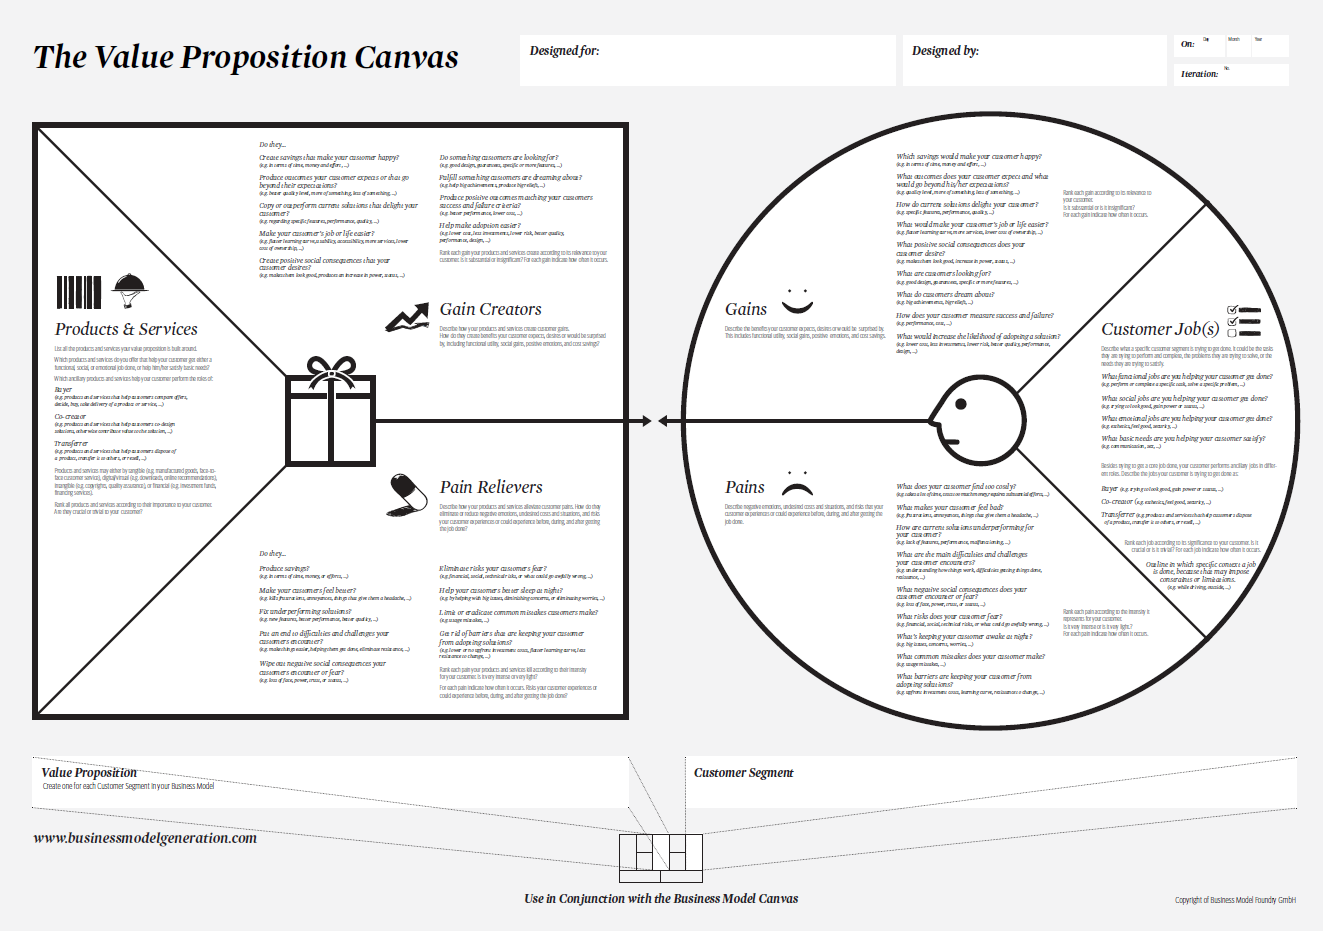 The Value Proposition Canvas
Designed for:
Designed by:
On:
Day
Month
Year
Iteration:
No.
Do they...
Create savings that make your customer happy?
(e.g. in terms of time, money and effort, ...)
Produce outcomes your customer expects or that go
beyond their expectations?
(e.g. better quality level, more of something, less of something, ...)
Copy or outperform current solutions that delight your
customer?
(e.g. regarding specific features, performance, quality, ...)
Make your customer's job or life easier?
(e.g. flatter learning curve, usability, accessibility, more services, lower
cost of ownership, ...)
Create positive social consequences that your
customer desires?
(e.g. makes them look good, produces an increase in power, status, ...)
Do something customers are looking for?
(e.g. good design, guarantees, specific or more features, ...)
Fulfill something customers are dreaming about?
(e.g. help big achievements, produce big reliefs, ...)
Produce positive outcomes matching your customers
success and failure criteria?
(e.g. better performance, lower cost, ...)
Help make adoption easier?
(e.g. lower cost, less investments, lower risk, better quality,
performance, design, ...)
Rank each gain your products and services create according to its relevance to your
customer. Is it substantial or insignificant? For each gain indicate how often it occurs.
Gain Creators
Describe how your products and services create customer gains.
How do they create benefits your customer expects, desires or would be surprised
by, including functional utility, social gains, positive emotions, and cost savings?
Products & Services
List all the products and services your value proposition is built around.
Which products and services do you offer that help your customer get either a
functional, social, or emotional job done, or help him/her satisfy basic needs?
Which ancillary products and services help your customer perform the roles of:
Buyer
(e.g. products and services that help customers compare offers,
decide, buy, take delivery of a product or service, ...)
Co-creator
(e.g. products and services that help customers co-design
solutions, otherwise contribute value to the solution, ...)
Transferrer
(e.g. products and services that help customers dispose of
a product, transfer it to others, or resell, ...)
Products and services may either by tangible (e.g. manufactured goods, face-to-
face customer service), digital/virtual (e.g. downloads, online recommendations),
intangible (e.g. copyrights, quality assurance), or financial (e.g. investment funds,
financing services).
Rank all products and services according to their importance to your customer.
Are they crucial or trivial to your customer?
Pain Relievers
Describe how your products and services alleviate customer pains. How do they
eliminate or reduce negative emotions, undesired costs and situations, and risks
your customer experiences or could experience before, during, and after getting
the job done?
Do they...
Produce savings?
(e.g. in terms of time, money, or efforts, ...)
Make your customers feel better?
(e.g. kills frustrations, annoyances, things that give them a headache, ...)
Fix underperforming solutions?
(e.g. new features, better performance, better quality, ...)
Put an end to difficulties and challenges your
customers encounter?
(e.g. make things easier, helping them get done, eliminate resistance, ...)
Wipe out negative social consequences your
customers encounter or fear?
(e.g. loss of face, power, trust, or status, ...)
Eliminate risks your customers fear?
(e.g. financial, social, technical risks, or what could go awfully wrong, ...)
Help your customers better sleep at night?
(e.g. by helping with big issues, diminishing concerns, or eliminating worries, ...)
Limit or eradicate common mistakes customers make?
(e.g. usage mistakes, ...)
Get rid of barriers that are keeping your customer
from adopting solutions?
(e.g. lower or no upfront investment costs, flatter learning curve, less
resistance to change, ...)
Rank each pain your products and services kill according to their intensity
for your customer. Is it very intense or very light?
For each pain indicate how often it occurs. Risks your customer experiences or
could experience before, during, and after getting the job done?
Which savings would make your customer happy?
(e.g. in terms of time, money and effort, ...)
What outcomes does your customer expect and what
would go beyond his/her expectations?
(e.g. quality level, more of something, less of something, ...)
How do current solutions delight your customer?
(e.g. specific features, performance, quality, ...)
What would make your customer's job or life easier?
(e.g. flatter learning curve, more services, lower cost of ownership, ...)
What positive social consequences does your
customer desire?
(e.g. makes them look good, increase in power, status, ...)
What are customers looking for?
(e.g. good design, guarantees, specific or more features, ...)
What do customers dream about?
(e.g. big achievements, big reliefs, ...)
How does your customer measure success and failure?
(e.g. performance, cost, ...)
What would increase the likelihood of adopting a solution?
(e.g. lower cost, less investments, lower risk, better quality, performance,
design, ...)
Rank each gain according to its relevance to
your customer.
Is it substantial or is it insignificant?
For each gain indicate how often it occurs.
Gains
Describe the benefits your customer expects, desires or would be surprised by.
This includes functional utility, social gains, positive emotions, and cost savings.
Customer Job(s)
Describe what a specific customer segment is trying to get done. It could be the tasks
they are trying to perform and complete, the problems they are trying to solve, or the
needs they are trying to satisfy.
What functional jobs are you helping your customer get done?
(e.g. perform or complete a specific task, solve a specific problem, ...)
What social jobs are you helping your customer get done?
(e.g. trying to look good, gain power or status, ...)
What emotional jobs are you helping your customer get done?
(e.g. esthetics, feel good, security, ...)
What basic needs are you helping your customer satisfy?
(e.g. communication, sex, ...)
Besides trying to get a core job done, your customer performs ancillary jobs in differ-
ent roles. Describe the jobs your customer is trying to get done as:
Buyer (e.g. trying to look good, gain power or status, ...)
Co-creator (e.g. esthetics, feel good, security, ...)
Transferrer (e.g. products and services that help customers dispose
of a product, transfer it to others, or resell, ...)
Rank each job according to its significance to your customer. Is it
crucial or is it trivial? For each job indicate how often it occurs.
Outline in which specific context a job
is done, because that may impose
constraints or limitations.
(e.g. while driving, outside, ...)
Pains
Describe negative emotions, undesired costs and situations, and risks that your
customer experiences or could experience before, during, and after getting the
job done.
What does your customer find too costly?
(e.g. takes a lot of time, costs too much money, requires substantial efforts, ...)
What makes your customer feel bad?
(e.g. frustrations, annoyances, things that give them a headache, ...)
How are current solutions underperforming for
your customer?
(e.g. lack of features, performance, malfunctioning, ...)
What are the main difficulties and challenges
your customer encounters?
(e.g. understanding how things work, difficulties getting things done,
resistance, ...)
What negative social consequences does your
customer encounter or fear?
(e.g. loss of face, power, trust, or status, ...)
What risks does your customer fear?
(e.g. financial, social, technical risks, or what could go awfully wrong, ...)
What's keeping your customer awake at night?
(e.g. big issues, concerns, worries, ...)
What common mistakes does your customer make?
(e.g. usage mistakes, ...)
What barriers are keeping your customer from
adopting solutions?
(e.g. upfront investment costs, learning curve, resistance to change, ...)
Rank each pain according to the intensity it
represents for your customer.
Is it very intense or is it very light.?
For each pain indicate how often it occurs.
Value Proposition
Create one for each Customer Segment in your Business Model
Customer Segment
www.businessmodelgeneration.com
Use in Conjunction with the Business Model Canvas
Copyright of Business Model Foundry GmbH